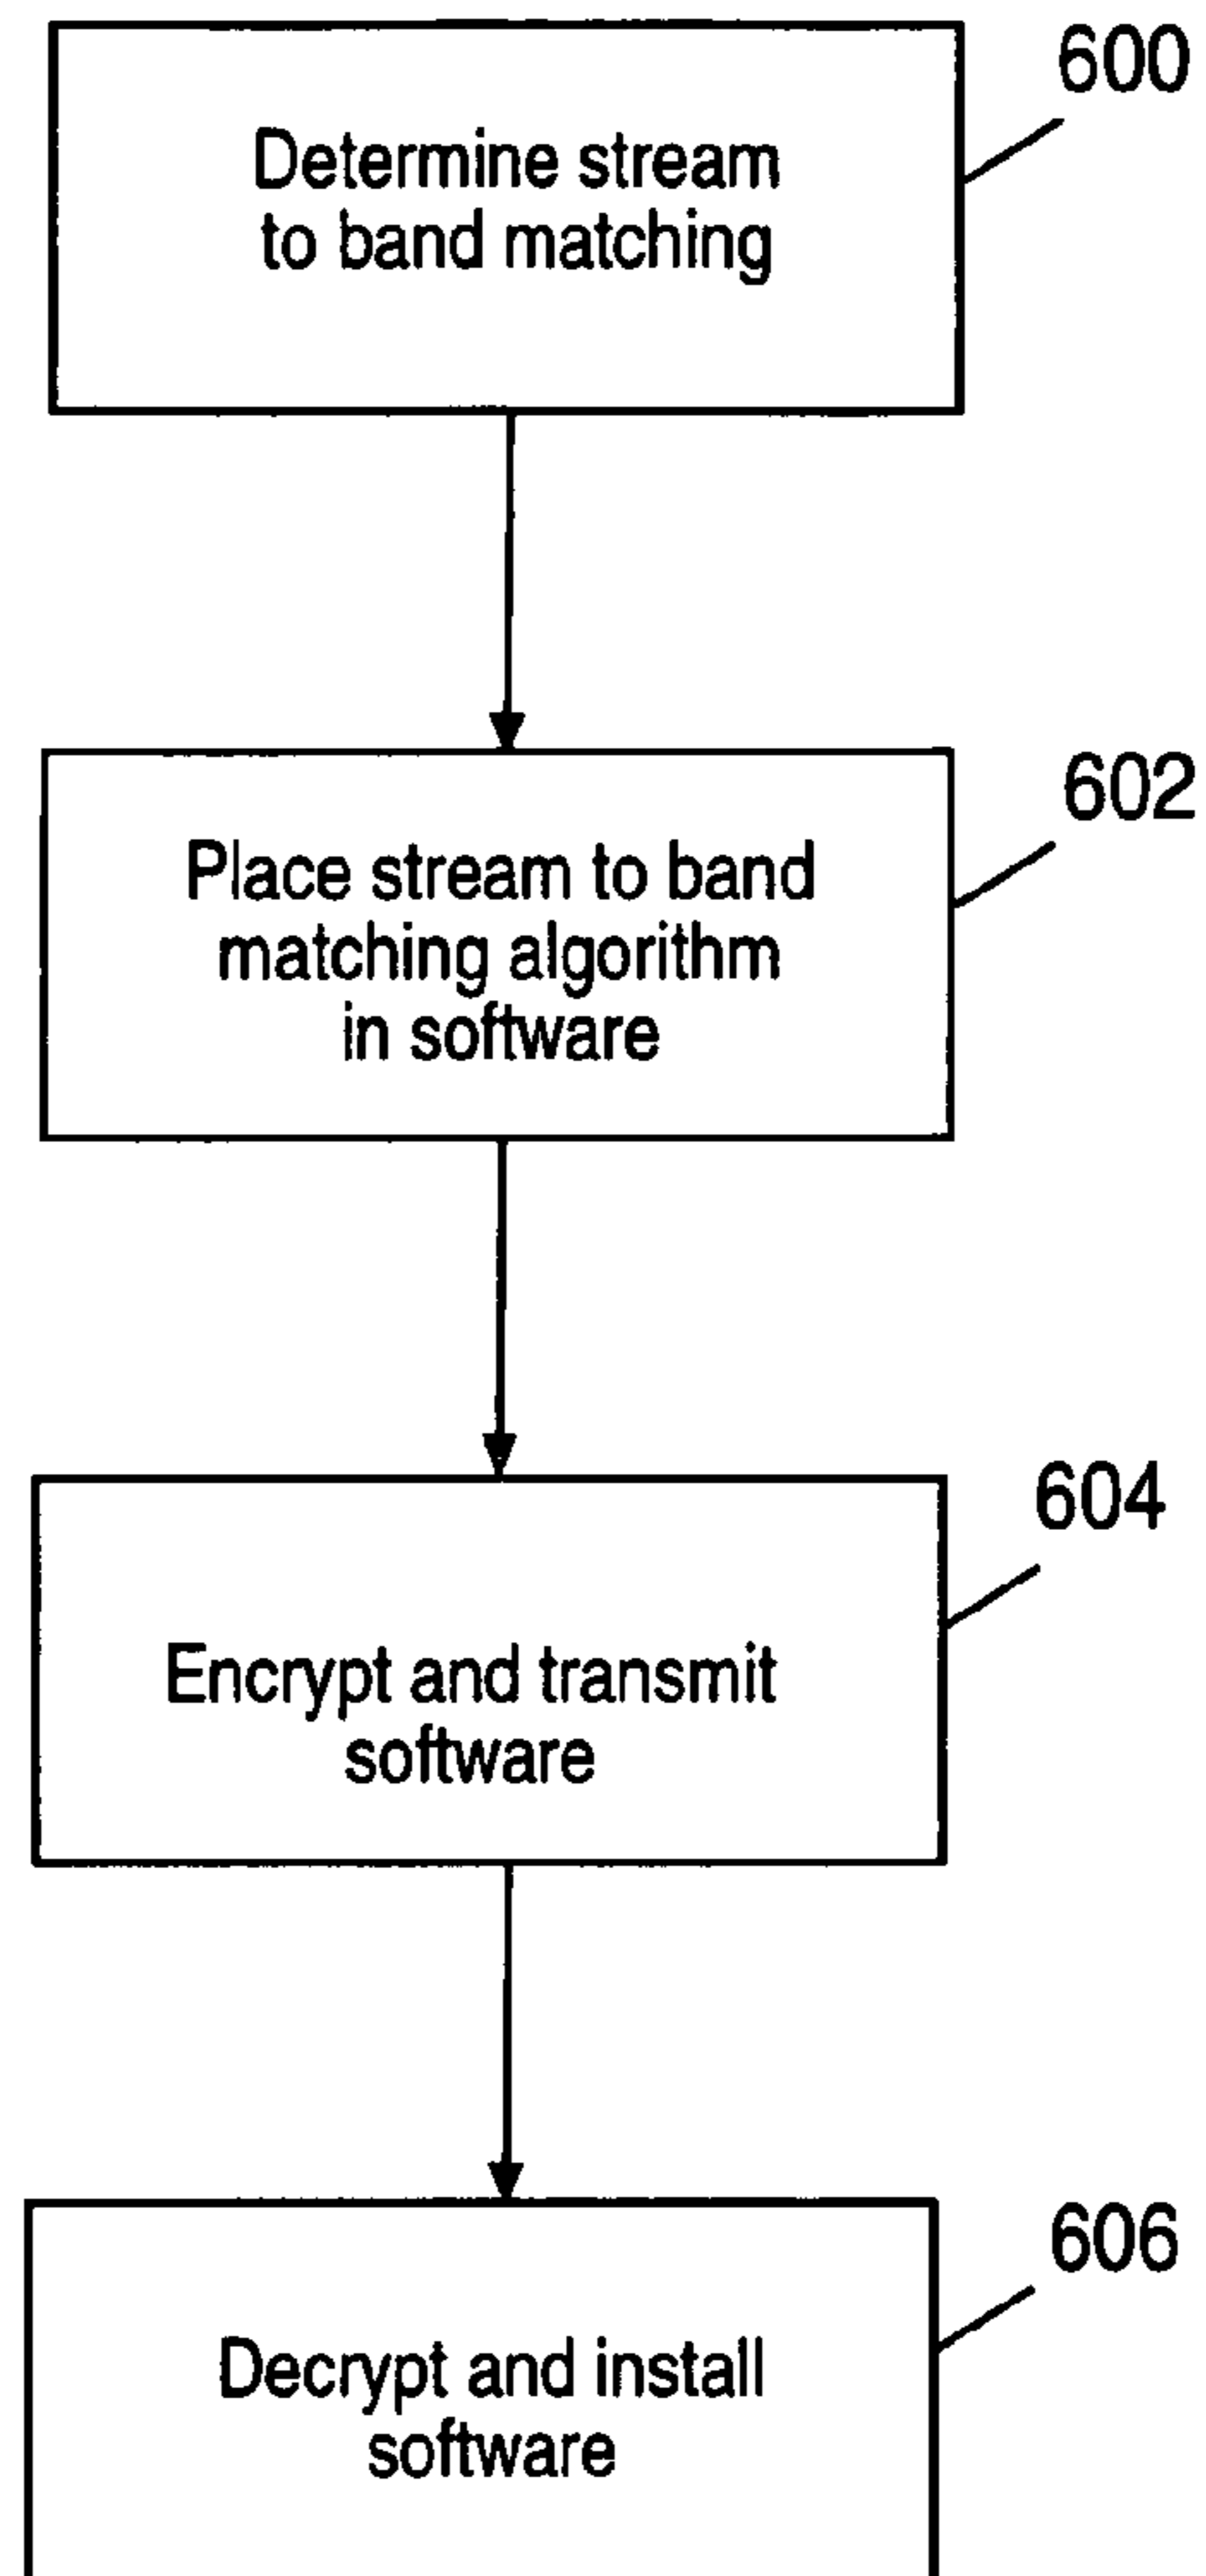 600
Determine stream
to band matching
602
Place stream to band
matching algorithm
in software
604
Encrypt and transmit
software
606
Decrypt and install
software